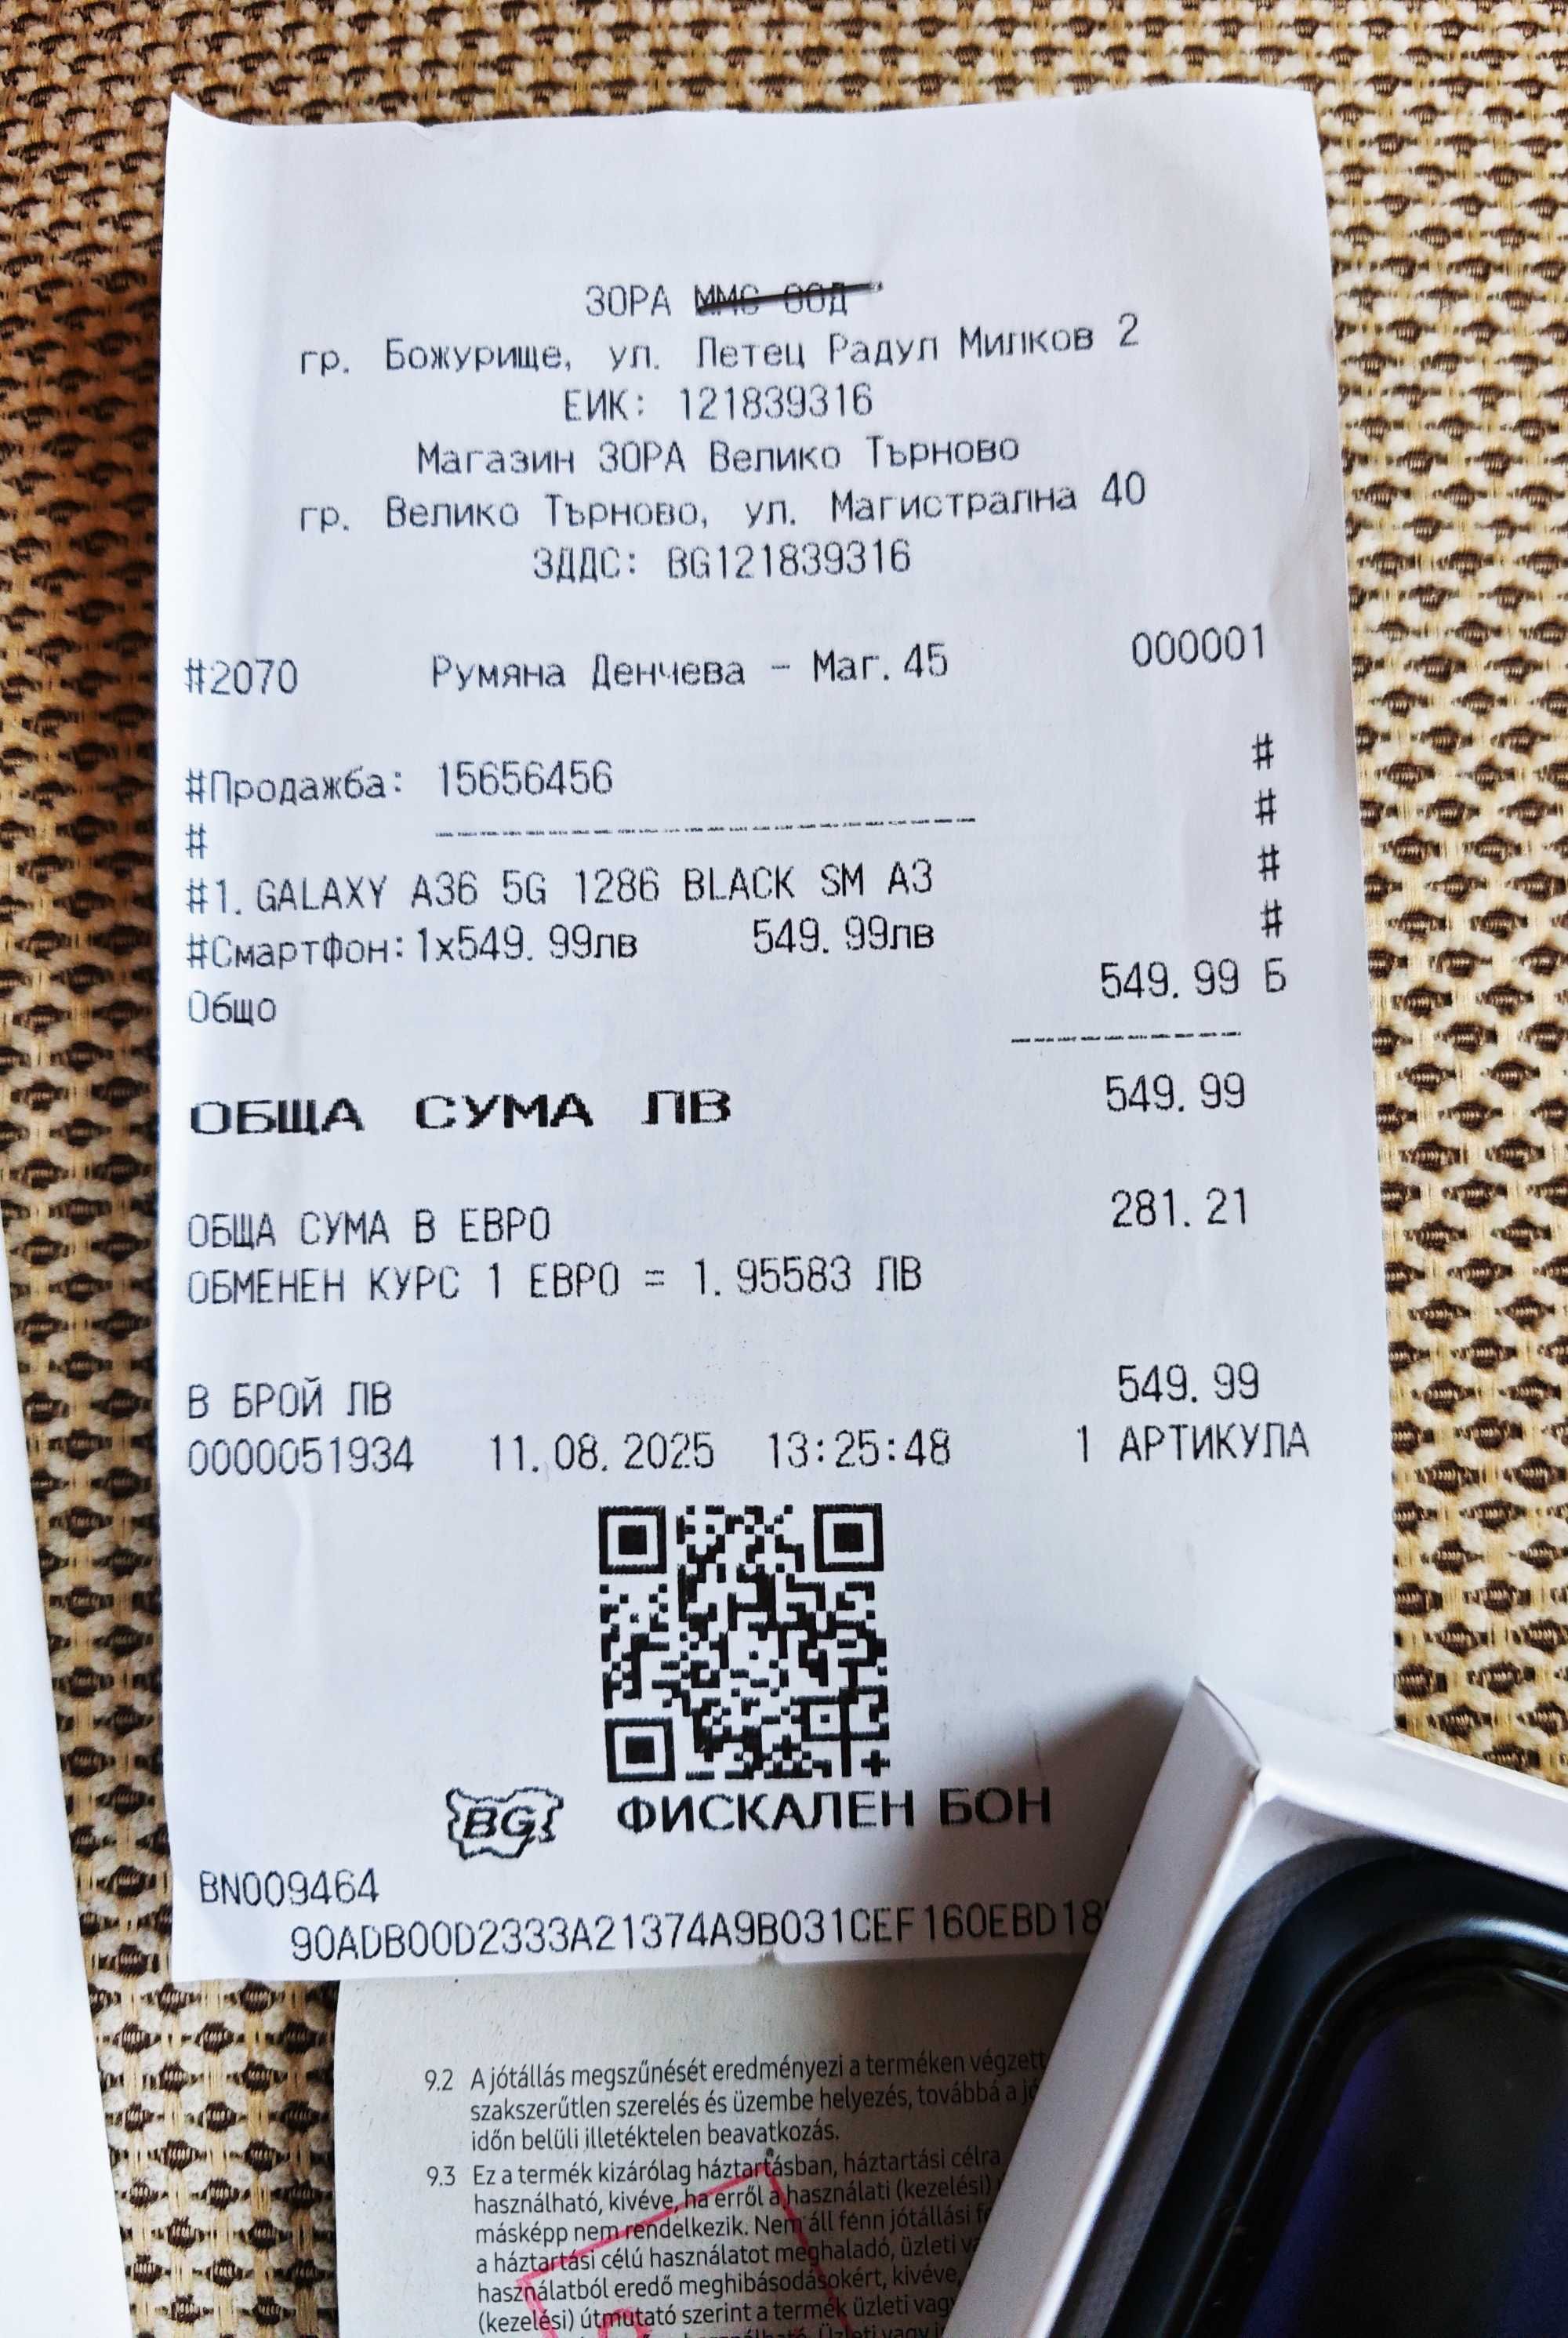 ЗОРА ММС ООД
гр. Божурище, ул. Летец Радул Милков 2
ЕИК: 121839316
Магазин ЗОРА Велико Търново
гр. Велико Търново, ул. Магистрална 40
ЗДДС: BG121839316
#2070 Румяна Денчева - Маг.45 000001
#Продажба: 15656456 #
# #
#1.GALAXY A36 5G 1286 BLACK SM A3 #
#Смартфон:1x549.99лв 549.99лв #
Общо 549.99 Б
ОБЩА СУМА ЛВ 549.99
ОБЩА СУМА В ЕВРО 281.21
ОБМЕНЕН КУРС 1 ЕВРО = 1.95583 ЛВ
В БРОЙ ЛВ 549.99
0000051934 11.08.2025 13:25:48 1 АРТИКУЛА
BG ФИСКАЛЕН БОН
BN009464
90ADB00D2333A21374A9B031CEF160EBD18
9.2 A jótállás megszűnését eredményezi a terméken végzett
szakszerűtlen szerelés és üzembe helyezés, továbbá a
időn belüli illetéktelen beavatkozás.
9.3 Ez a termék kizárólag háztartásban, háztartási célra
használható, kivéve, ha erről a használati (kezelési)
másképp nem rendelkezik. Nem áll fenn jótállási
a háztartási célú használatot meghaladó, üzleti
használatból eredő meghibásodásokért, kivéve,
(kezelési) útmutató szerint a termék üzleti vagy